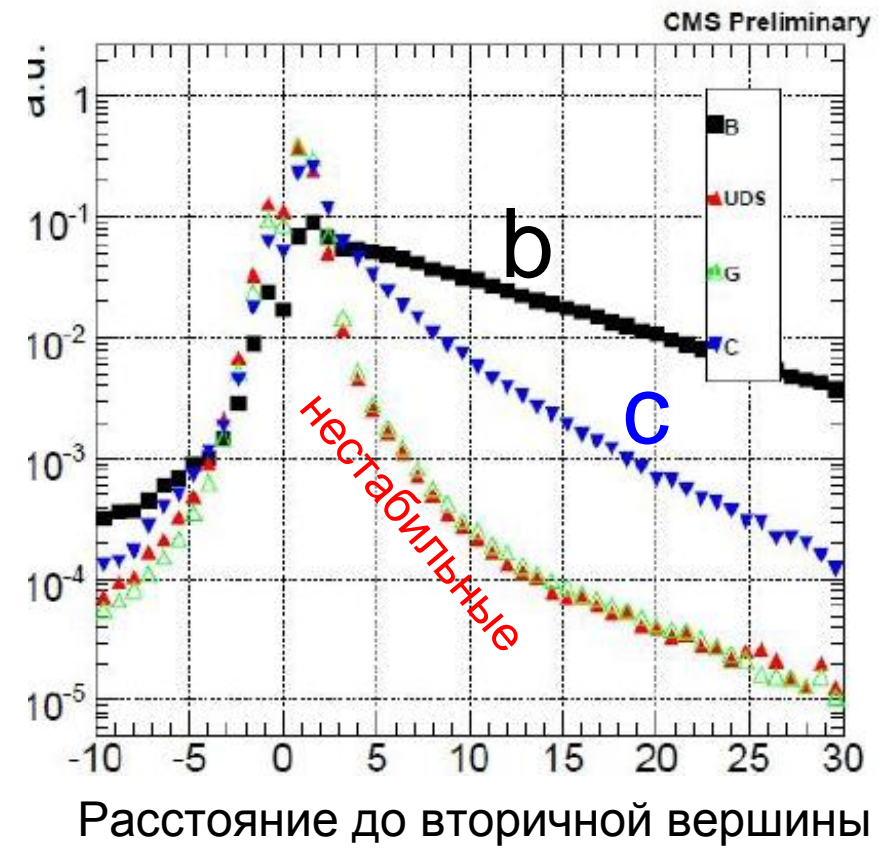 CMS Preliminary
a.u.
1
10-1
10-2
10-3
10-4
10-5
B
UDS
G
C
b
c
нестабильные
-10 -5 0 5 10 15 20 25 30
Расстояние до вторичной вершины